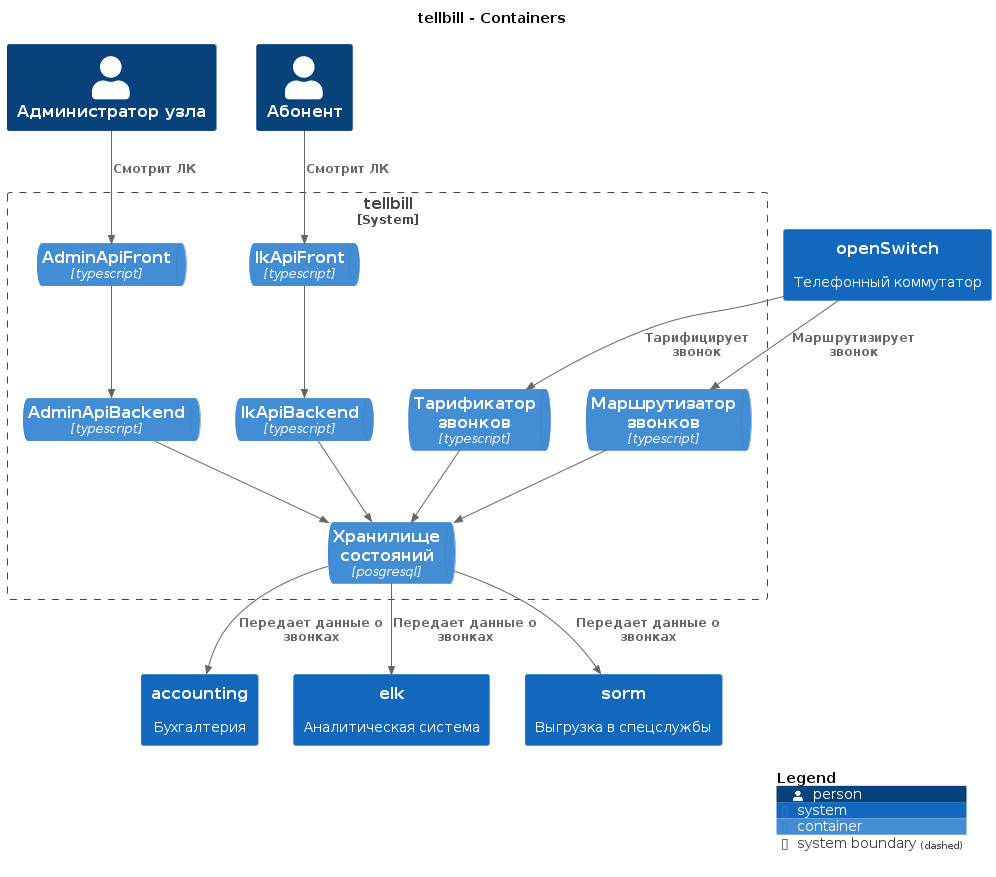 tellbill - Containers
Администратор узла
Абонент
Смотрит ЛК
Смотрит ЛК
tellbill
[System]
AdminApiFront
[typescript]
lkApiFront
[typescript]
openSwitch
Телефонный коммутатор
Тарифицирует
звонок
Маршрутизирует
звонок
AdminApiBackend
[typescript]
lkApiBackend
[typescript]
Тарификатор
звонков
[typescript]
Маршрутизатор
звонков
[typescript]
Хранилище
состояний
[posgresql]
Передает данные о
звонках
Передает данные о
звонках
Передает данные о
звонках
accounting
Бухгалтерия
elk
Аналитическая система
sorm
Выгрузка в спецслужбы
Legend
person
system
container
system boundary (dashed)